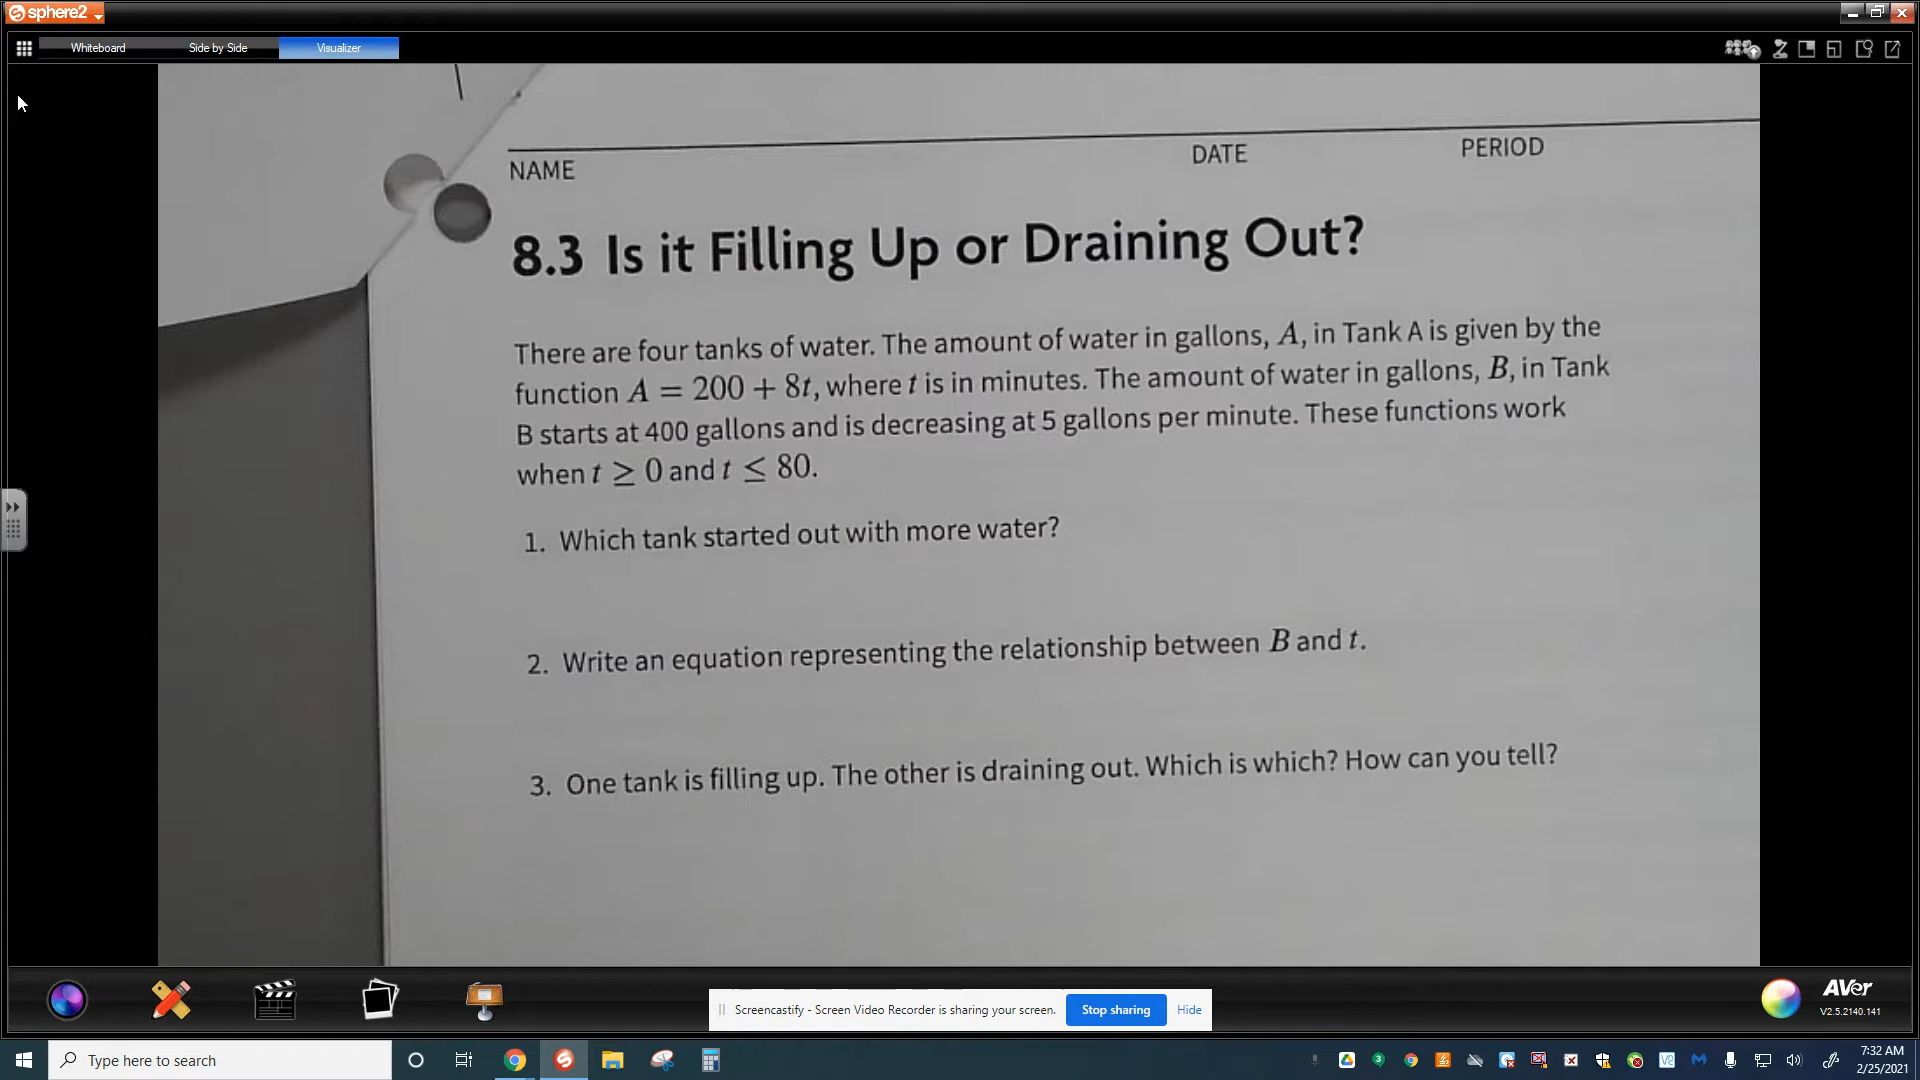 sphere2
Whiteboard Side by Side Visualizer
NAME DATE PERIOD
8.3 Is it Filling Up or Draining Out?
There are four tanks of water. The amount of water in gallons, A, in Tank A is given by the
function A = 200 + 8t, where t is in minutes. The amount of water in gallons, B, in Tank
B starts at 400 gallons and is decreasing at 5 gallons per minute. These functions work
when t ≥ 0 and t ≤ 80.
1. Which tank started out with more water?
2. Write an equation representing the relationship between B and t.
3. One tank is filling up. The other is draining out. Which is which? How can you tell?
Screencastify - Screen Video Recorder is sharing your screen. Stop sharing Hide
AVer
V2.5.2140.141
Type here to search
7:32 AM
2/25/2021